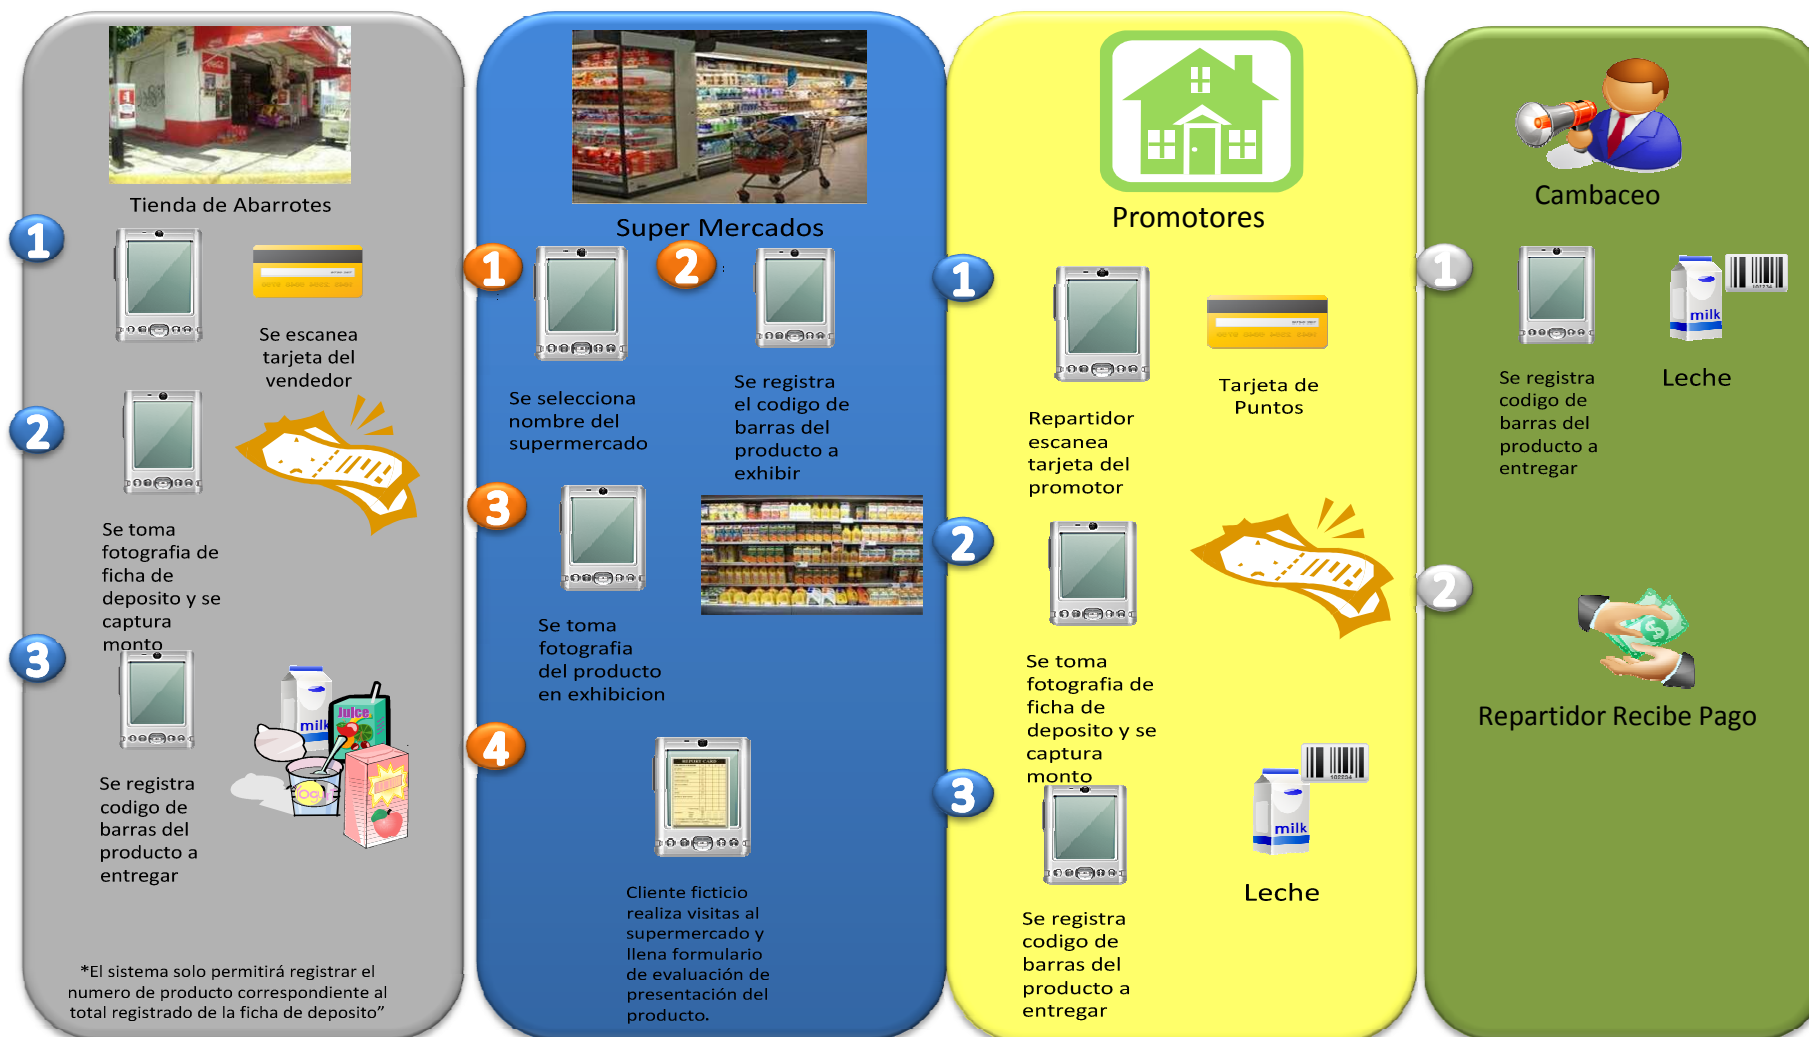 Tienda de Abarrotes
1
Se escanea
tarjeta del
vendedor
2
Se toma
fotografia de
ficha de
deposito y se
captura
monto
3
milk
Juice
Se registra
codigo de
barras del
producto a
entregar
*El sistema solo permitirá registrar el
numero de producto correspondiente al
total registrado de la ficha de deposito”
Super Mercados
1
Se selecciona
nombre del
supermercado
2
:
Se registra
el codigo de
barras del
producto a
exhibir
3
Se toma
fotografia
del producto
en exhibicion
4
REPORT CARD
Cliente ficticio
realiza visitas al
supermercado y
llena formulario
de evaluación de
presentación del
producto.
Promotores
1
Repartidor
escanea
tarjeta del
promotor
Tarjeta de
Puntos
2
Se toma
fotografia de
ficha de
deposito y se
captura
monto
3
milk
102234
Leche
Se registra
codigo de
barras del
producto a
entregar
Cambaceo
1
Se registra
codigo de
barras del
producto a
entregar
milk
102234
Leche
2
Repartidor Recibe Pago